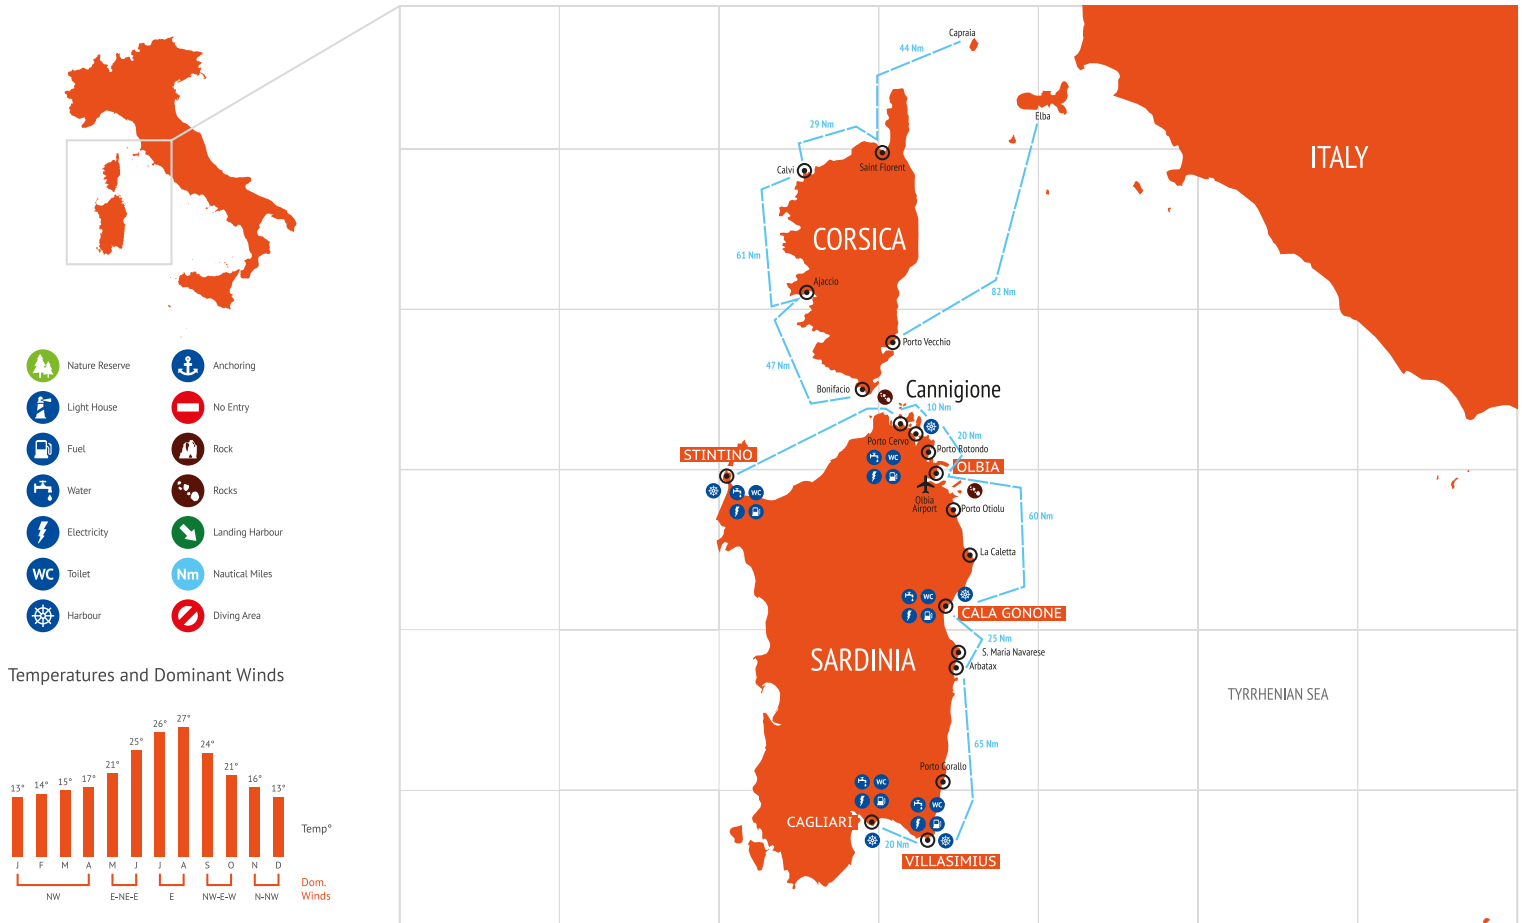 Capraia
44 Nm
Elba
29 Nm
ITALY
Calvi
Saint Florent
CORSICA
61 Nm
Ajaccio
82 Nm
Porto Vecchio
47 Nm
Bonifacio
Cannigione
10 Nm
Porto Cervo
20 Nm
Porto Rotondo
STINTINO
OLBIA
WC
WC
Olbia
Airport
Porto Otiolu
60 Nm
La Caletta
WC
CALA GONONE
25 Nm
S. Maria Navarese
Arbatax
SARDINIA
TYRRHENIAN SEA
65 Nm
Porto Corallo
WC
WC
CAGLIARI
20 Nm
VILLASIMIUS
Nature Reserve
Anchoring
Light House
No Entry
Fuel
Rock
Water
Rocks
Electricity
Landing Harbour
WC
Toilet
Nm
Nautical Miles
Harbour
Diving Area
Temperatures and Dominant Winds
13° 14° 15° 17° 21° 25° 26° 27° 24° 21° 16° 13°
Temp°
J F M A M J J A S O N D
Dom.
Winds
NW E-NE-E E NW-E-W N-NW